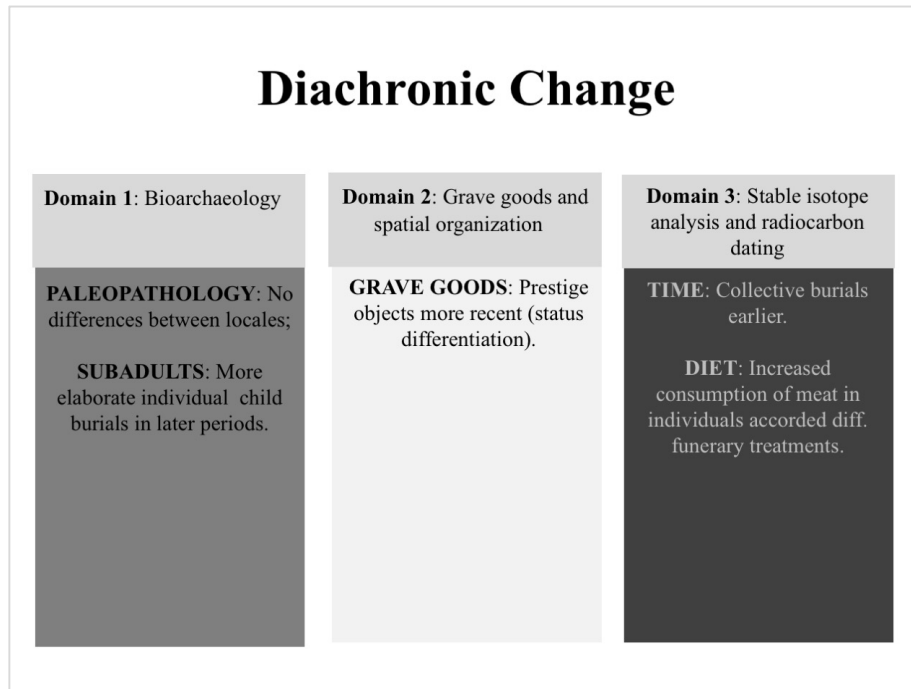 Diachronic Change
Domain 1: Bioarchaeology
PALEOPATHOLOGY: No
differences between locales;
SUBADULTS: More
elaborate individual child
burials in later periods.
Domain 2: Grave goods and
spatial organization
GRAVE GOODS: Prestige
objects more recent (status
differentiation).
Domain 3: Stable isotope
analysis and radiocarbon
dating
TIME: Collective burials
earlier.
DIET: Increased
consumption of meat in
individuals accorded diff.
funerary treatments.